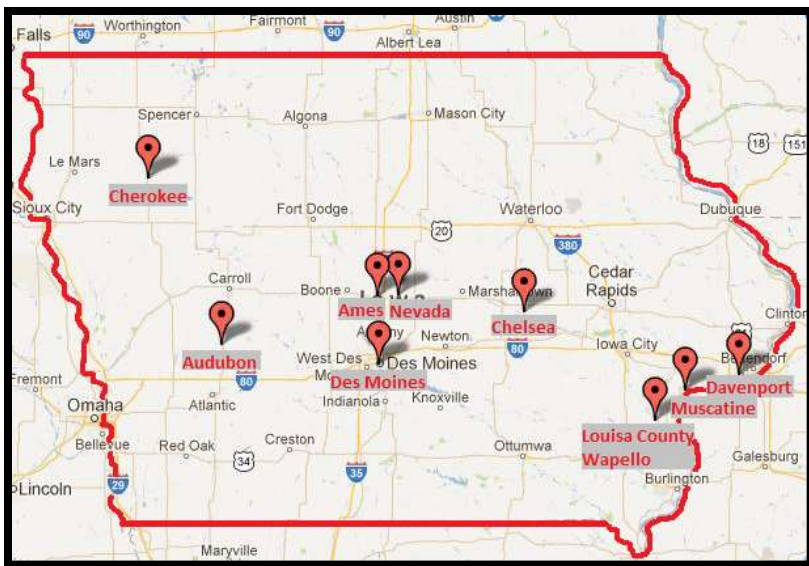 Falls
90
Worthington
Fairmont
90
Austin
Albert Lea
Spencer
Algona
Mason City
18
151
Le Mars
Cherokee
Sioux City
Fort Dodge
Waterloo
Dubuque
20
380
Carroll
Boone
Ames
Nevada
Chelsea
Cedar
Rapids
Clinton
Audubon
Newton
80
Iowa City
West Des
Des Moines
Des Moines
Davenport
Muscatine
Fremont
80
Atlantic
Indianola
Knoxville
Omaha
Louisa County
Wapello
Bellevue
Red Oak
Creston
Ottumwa
34
35
Galesburg
Burlington
Lincoln
29
Maryville